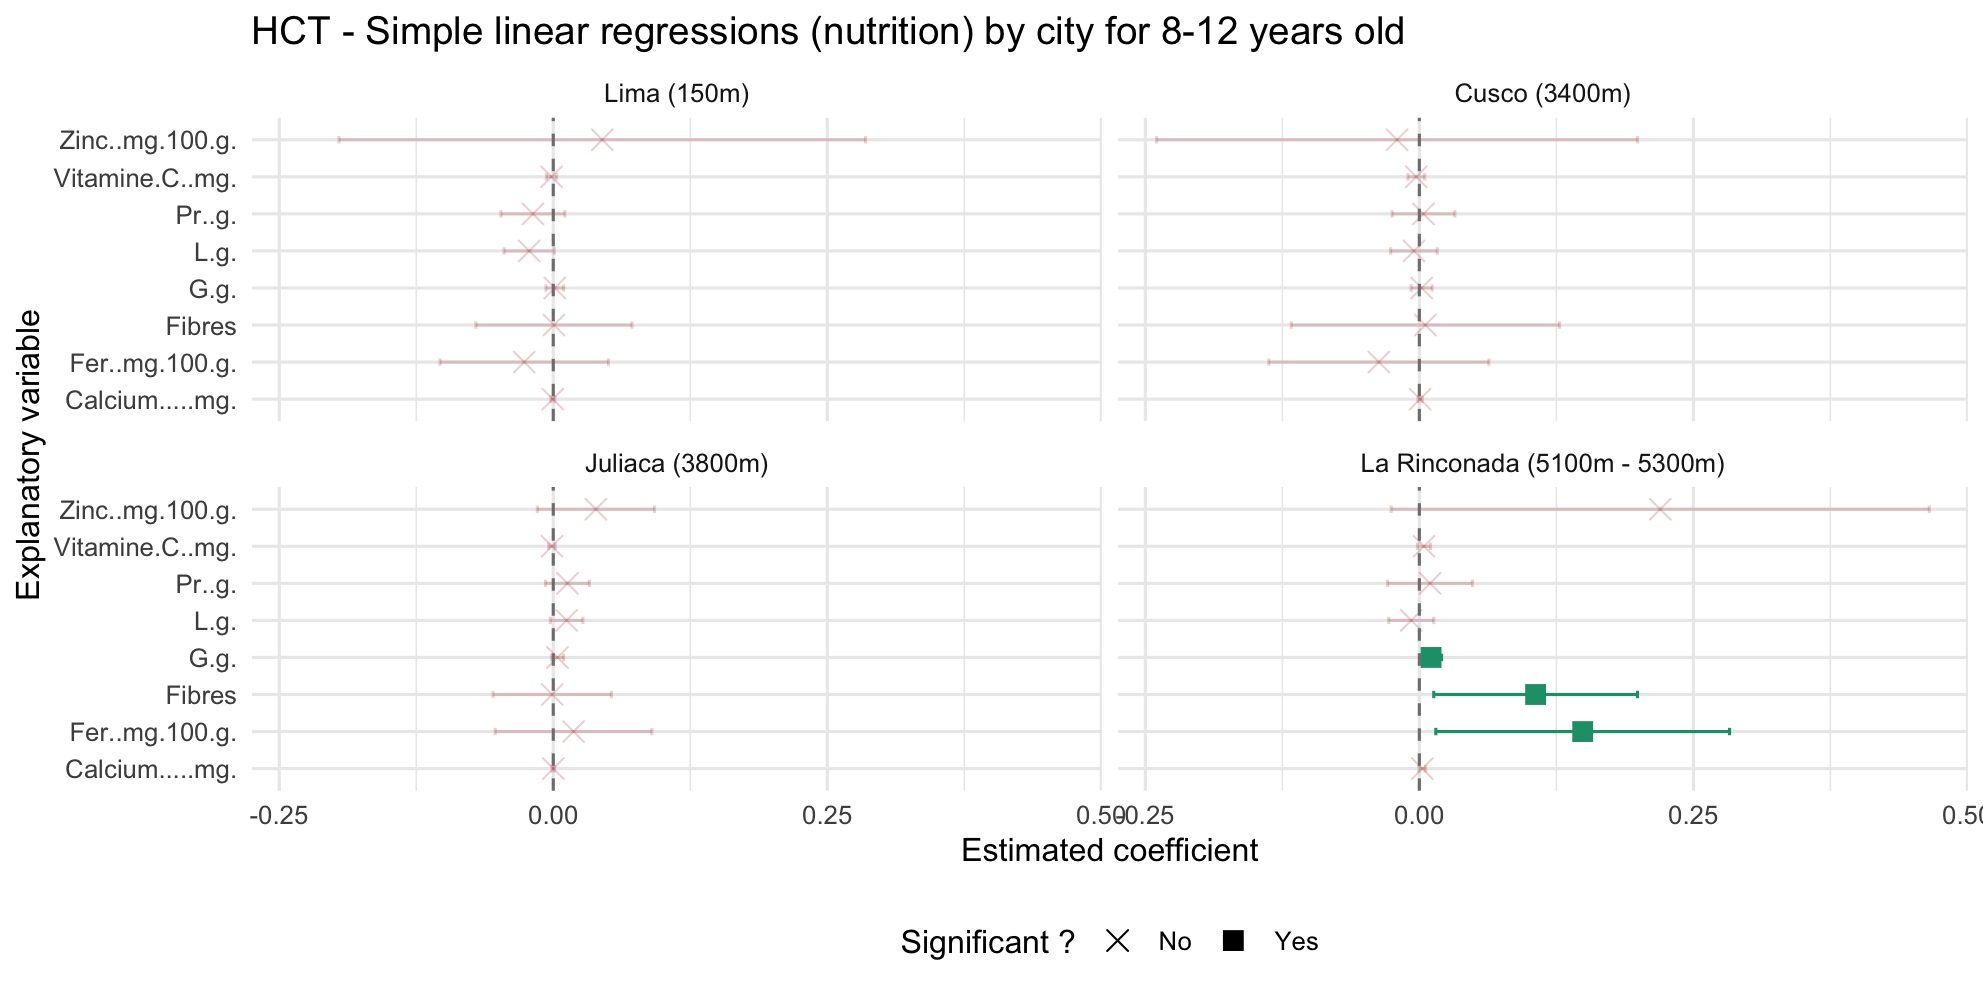 HCT - Simple linear regressions (nutrition) by city for 8-12 years old
Lima (150m)
Cusco (3400m)
Zinc..mg.100.g.
Vitamine.C..mg.
Pr..g.
L.g.
G.g.
Fibres
Fer..mg.100.g.
Calcium.....mg.
Explanatory variable
Juliaca (3800m)
La Rinconada (5100m - 5300m)
Zinc..mg.100.g.
Vitamine.C..mg.
Pr..g.
L.g.
G.g.
Fibres
Fer..mg.100.g.
Calcium.....mg.
-0.25 0.00 0.25 0.50 -0.25 0.00 0.25 0.50
Estimated coefficient
Significant ? No Yes